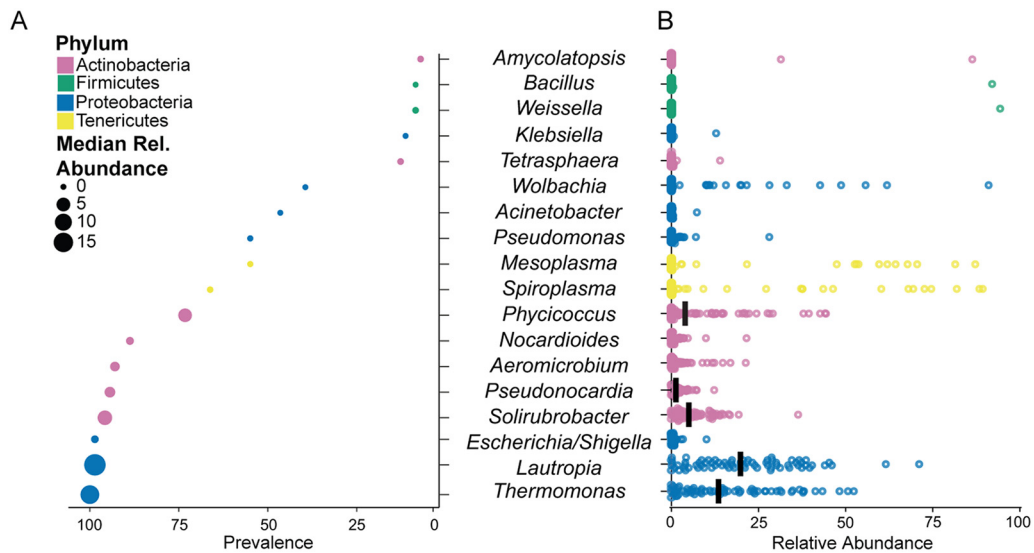 A
B
Phylum
Actinobacteria
Firmicutes
Proteobacteria
Tenericutes
Median Rel.
Abundance
0
5
10
15
Amycolatopsis
Bacillus
Weissella
Klebsiella
Tetrasphaera
Wolbachia
Acinetobacter
Pseudomonas
Mesoplasma
Spiroplasma
Phycicoccus
Nocardioides
Aeromicrobium
Pseudonocardia
Solirubrobacter
Escherichia/Shigella
Lautropia
Thermomonas
100 75 50 25 0
Prevalence
0 25 50 75 100
Relative Abundance